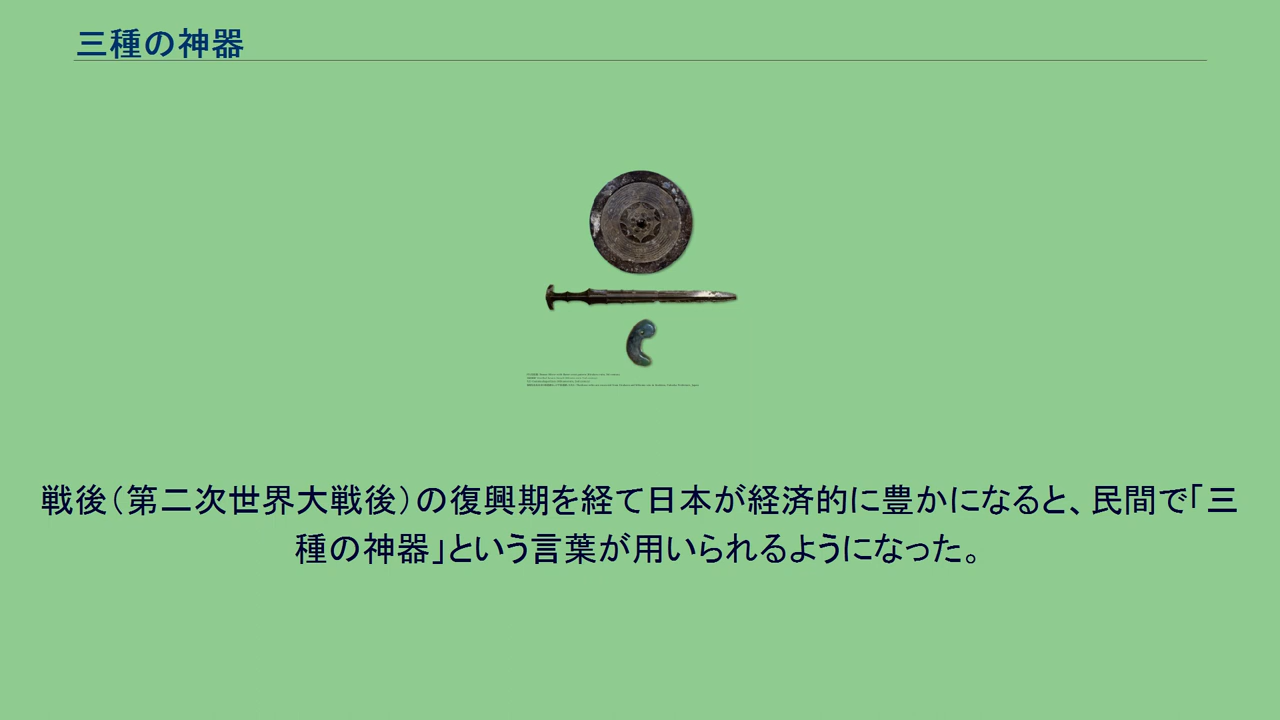 三種の神器
戦後（第二次世界大戦後）の復興期を経て日本が経済的に豊かになると、民間で「三
種の神器」という言葉が用いられるようになった。